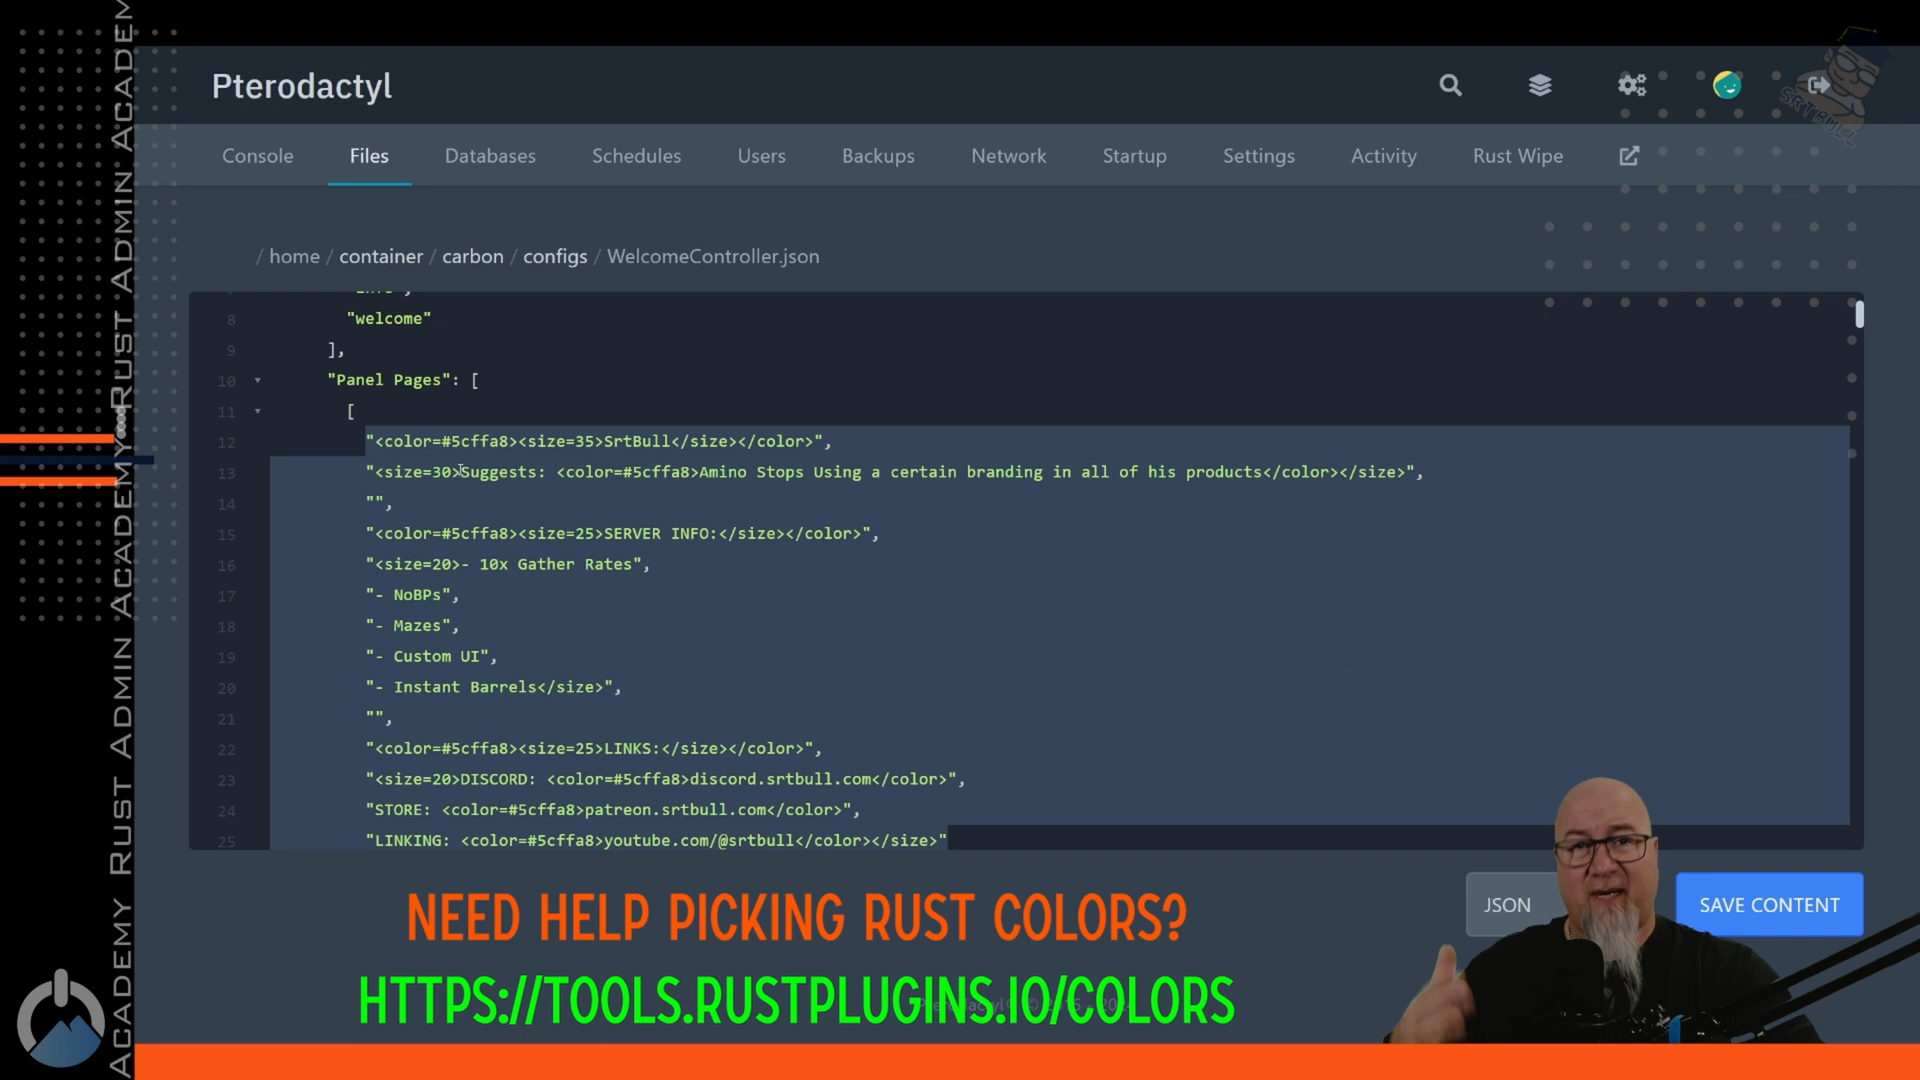 Pterodactyl
SRTBULL
Console Files Databases Schedules Users Backups Network Startup Settings Activity Rust Wipe
/ home / container / carbon / configs / WelcomeController.json
8 "welcome"
9 ],
10 "Panel Pages": [
11 [
12 "<color=#5cffa8><size=35>SrtBull</size></color>",
13 "<size=30>Suggests: <color=#5cffa8>Amino Stops Using a certain branding in all of his products</color></size>",
14 "",
15 "<color=#5cffa8><size=25>SERVER INFO:</size></color>",
16 "<size=20>- 10x Gather Rates",
17 "- NoBPs",
18 "- Mazes",
19 "- Custom UI",
20 "- Instant Barrels</size>",
21 "",
22 "<color=#5cffa8><size=25>LINKS:</size></color>",
23 "<size=20>DISCORD: <color=#5cffa8>discord.srtbull.com</color>",
24 "STORE: <color=#5cffa8>patreon.srtbull.com</color>",
25 "LINKING: <color=#5cffa8>youtube.com/@srtbull</color></size>"
JSON
SAVE CONTENT
NEED HELP PICKING RUST COLORS?
HTTPS://TOOLS.RUSTPLUGINS.IO/COLORS
ACADEMY RUST ADMIN ACADEMY RUST ADMIN ACADEM